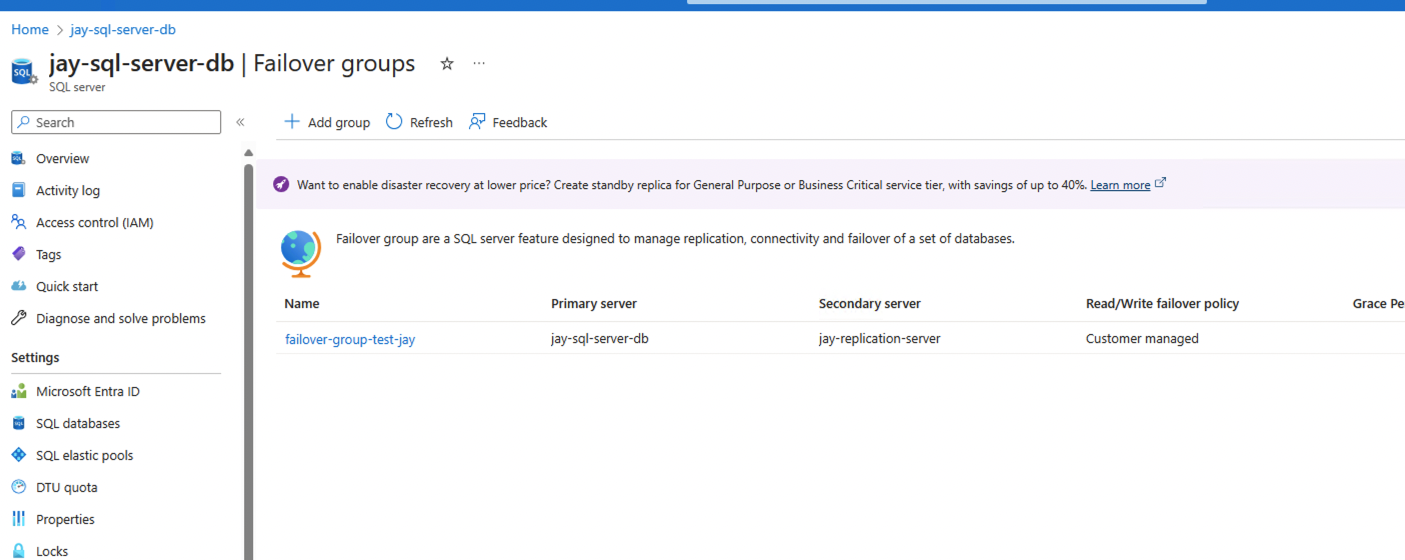 Home > jay-sql-server-db
jay-sql-server-db | Failover groups
SQL
SQL server
Search
Add group Refresh Feedback
Overview
Activity log
Access control (IAM)
Tags
Quick start
Diagnose and solve problems
Settings
Microsoft Entra ID
SQL databases
SQL elastic pools
DTU quota
Properties
Locks
Want to enable disaster recovery at lower price? Create standby replica for General Purpose or Business Critical service tier, with savings of up to 40%. Learn more
Failover group are a SQL server feature designed to manage replication, connectivity and failover of a set of databases.
Name Primary server Secondary server Read/Write failover policy Grace Pe
failover-group-test-jay jay-sql-server-db jay-replication-server Customer managed